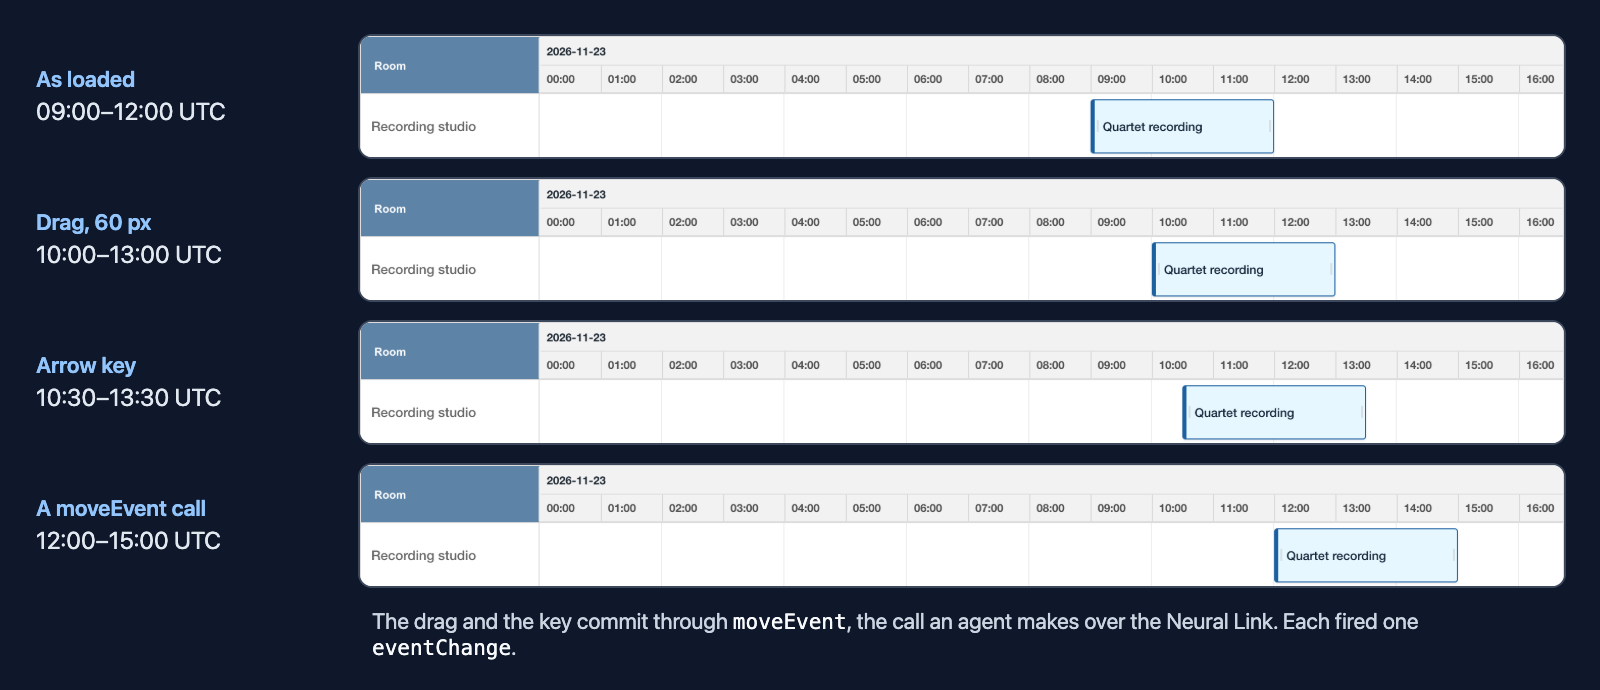 As loaded
09:00–12:00 UTC
Room
2026-11-23
00:00 01:00 02:00 03:00 04:00 05:00 06:00 07:00 08:00 09:00 10:00 11:00 12:00 13:00 14:00 15:00 16:00
Recording studio
Quartet recording
Drag, 60 px
10:00–13:00 UTC
Room
2026-11-23
00:00 01:00 02:00 03:00 04:00 05:00 06:00 07:00 08:00 09:00 10:00 11:00 12:00 13:00 14:00 15:00 16:00
Recording studio
Quartet recording
Arrow key
10:30–13:30 UTC
Room
2026-11-23
00:00 01:00 02:00 03:00 04:00 05:00 06:00 07:00 08:00 09:00 10:00 11:00 12:00 13:00 14:00 15:00 16:00
Recording studio
Quartet recording
A moveEvent call
12:00–15:00 UTC
Room
2026-11-23
00:00 01:00 02:00 03:00 04:00 05:00 06:00 07:00 08:00 09:00 10:00 11:00 12:00 13:00 14:00 15:00 16:00
Recording studio
Quartet recording
The drag and the key commit through moveEvent, the call an agent makes over the Neural Link. Each fired one
eventChange.